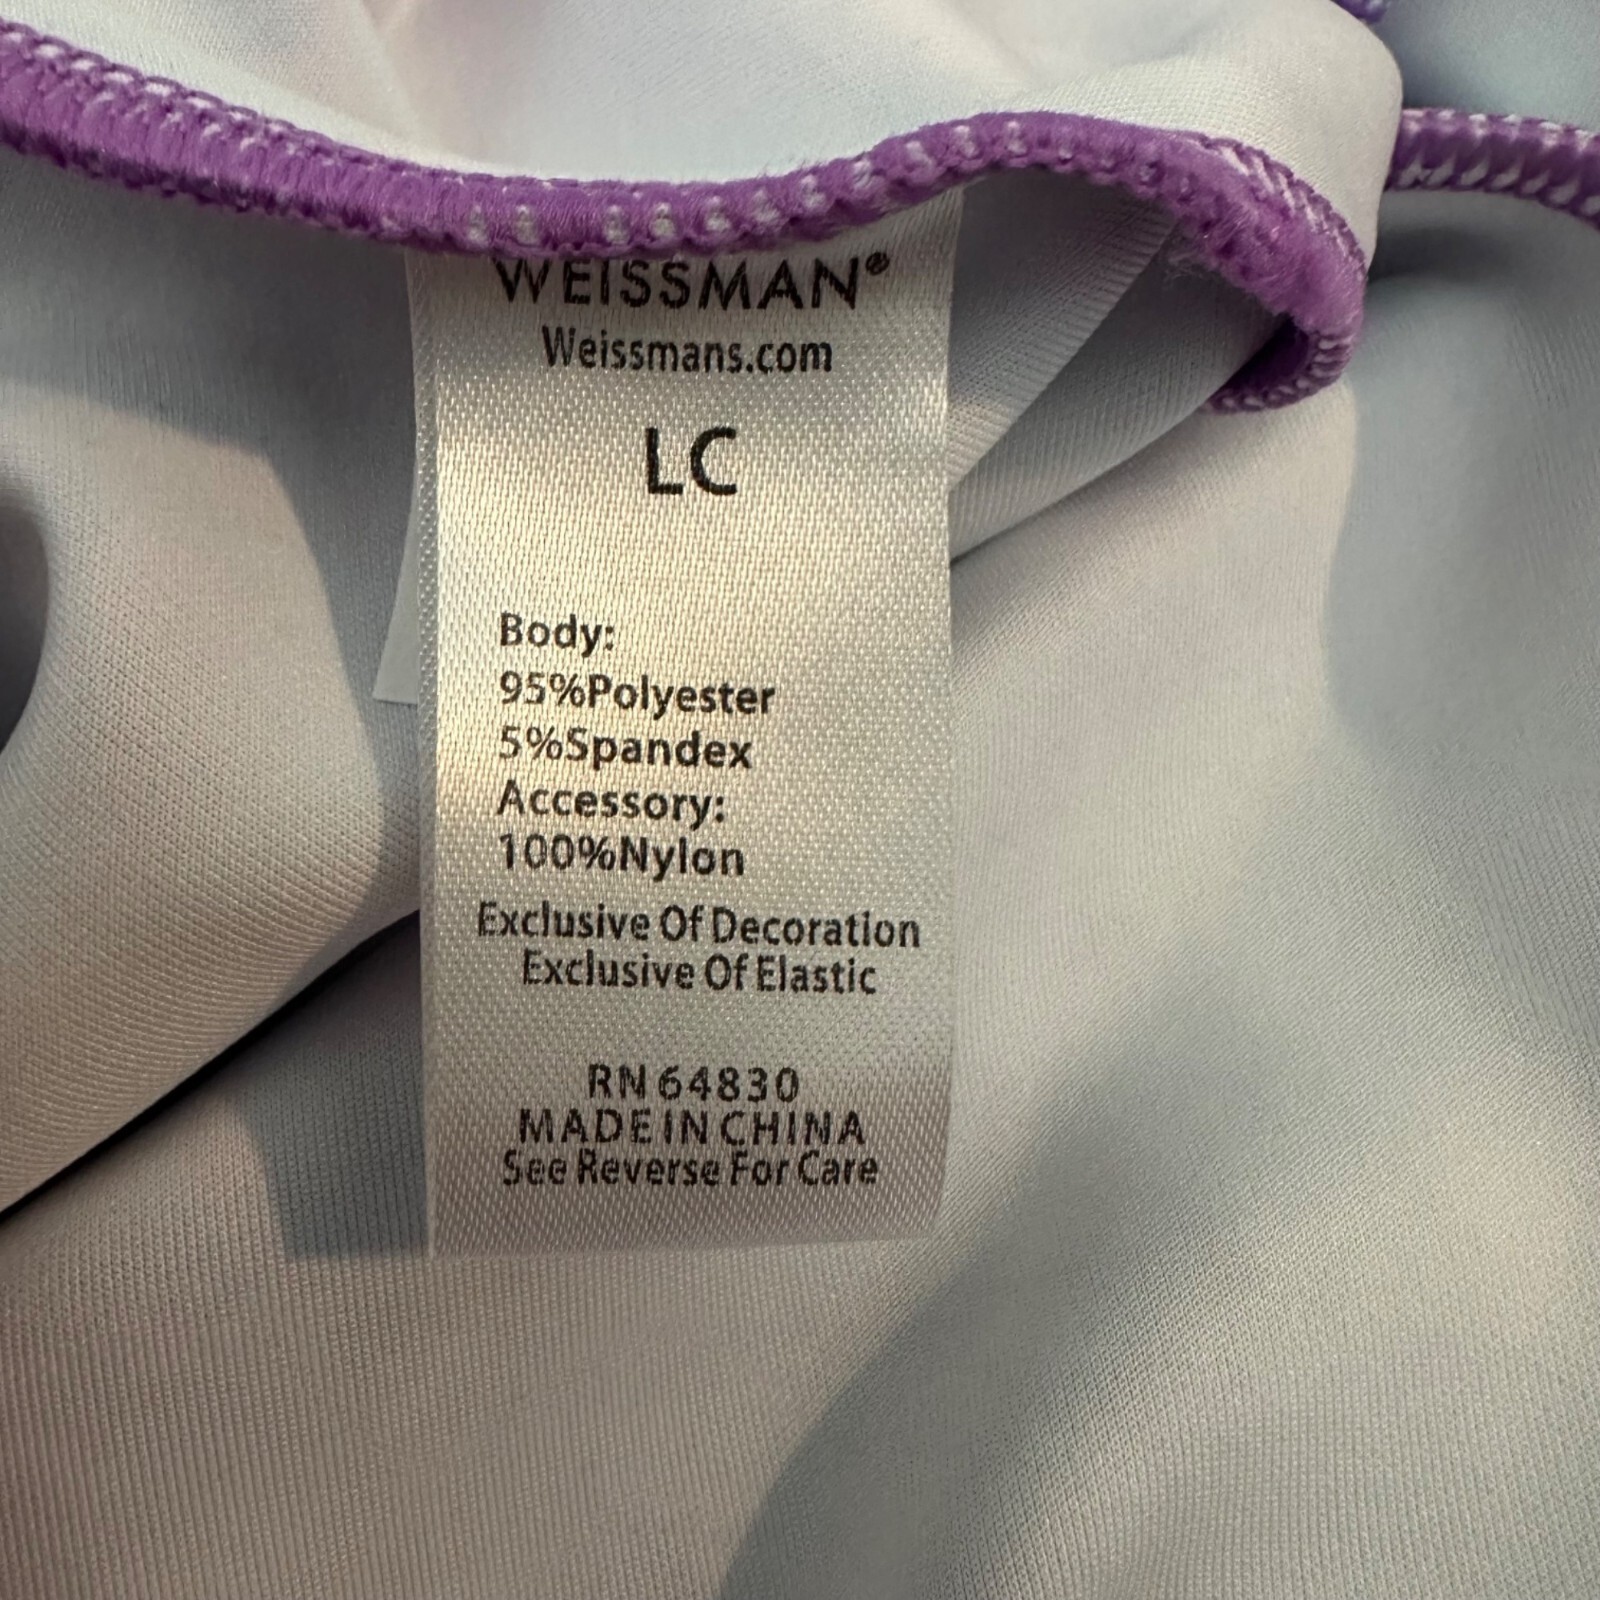 WEISSMAN®
Weissmans.com
LC
Body:
95%Polyester
5%Spandex
Accessory:
100%Nylon
Exclusive Of Decoration
Exclusive Of Elastic
RN 64830
MADE IN CHINA
See Reverse For Care